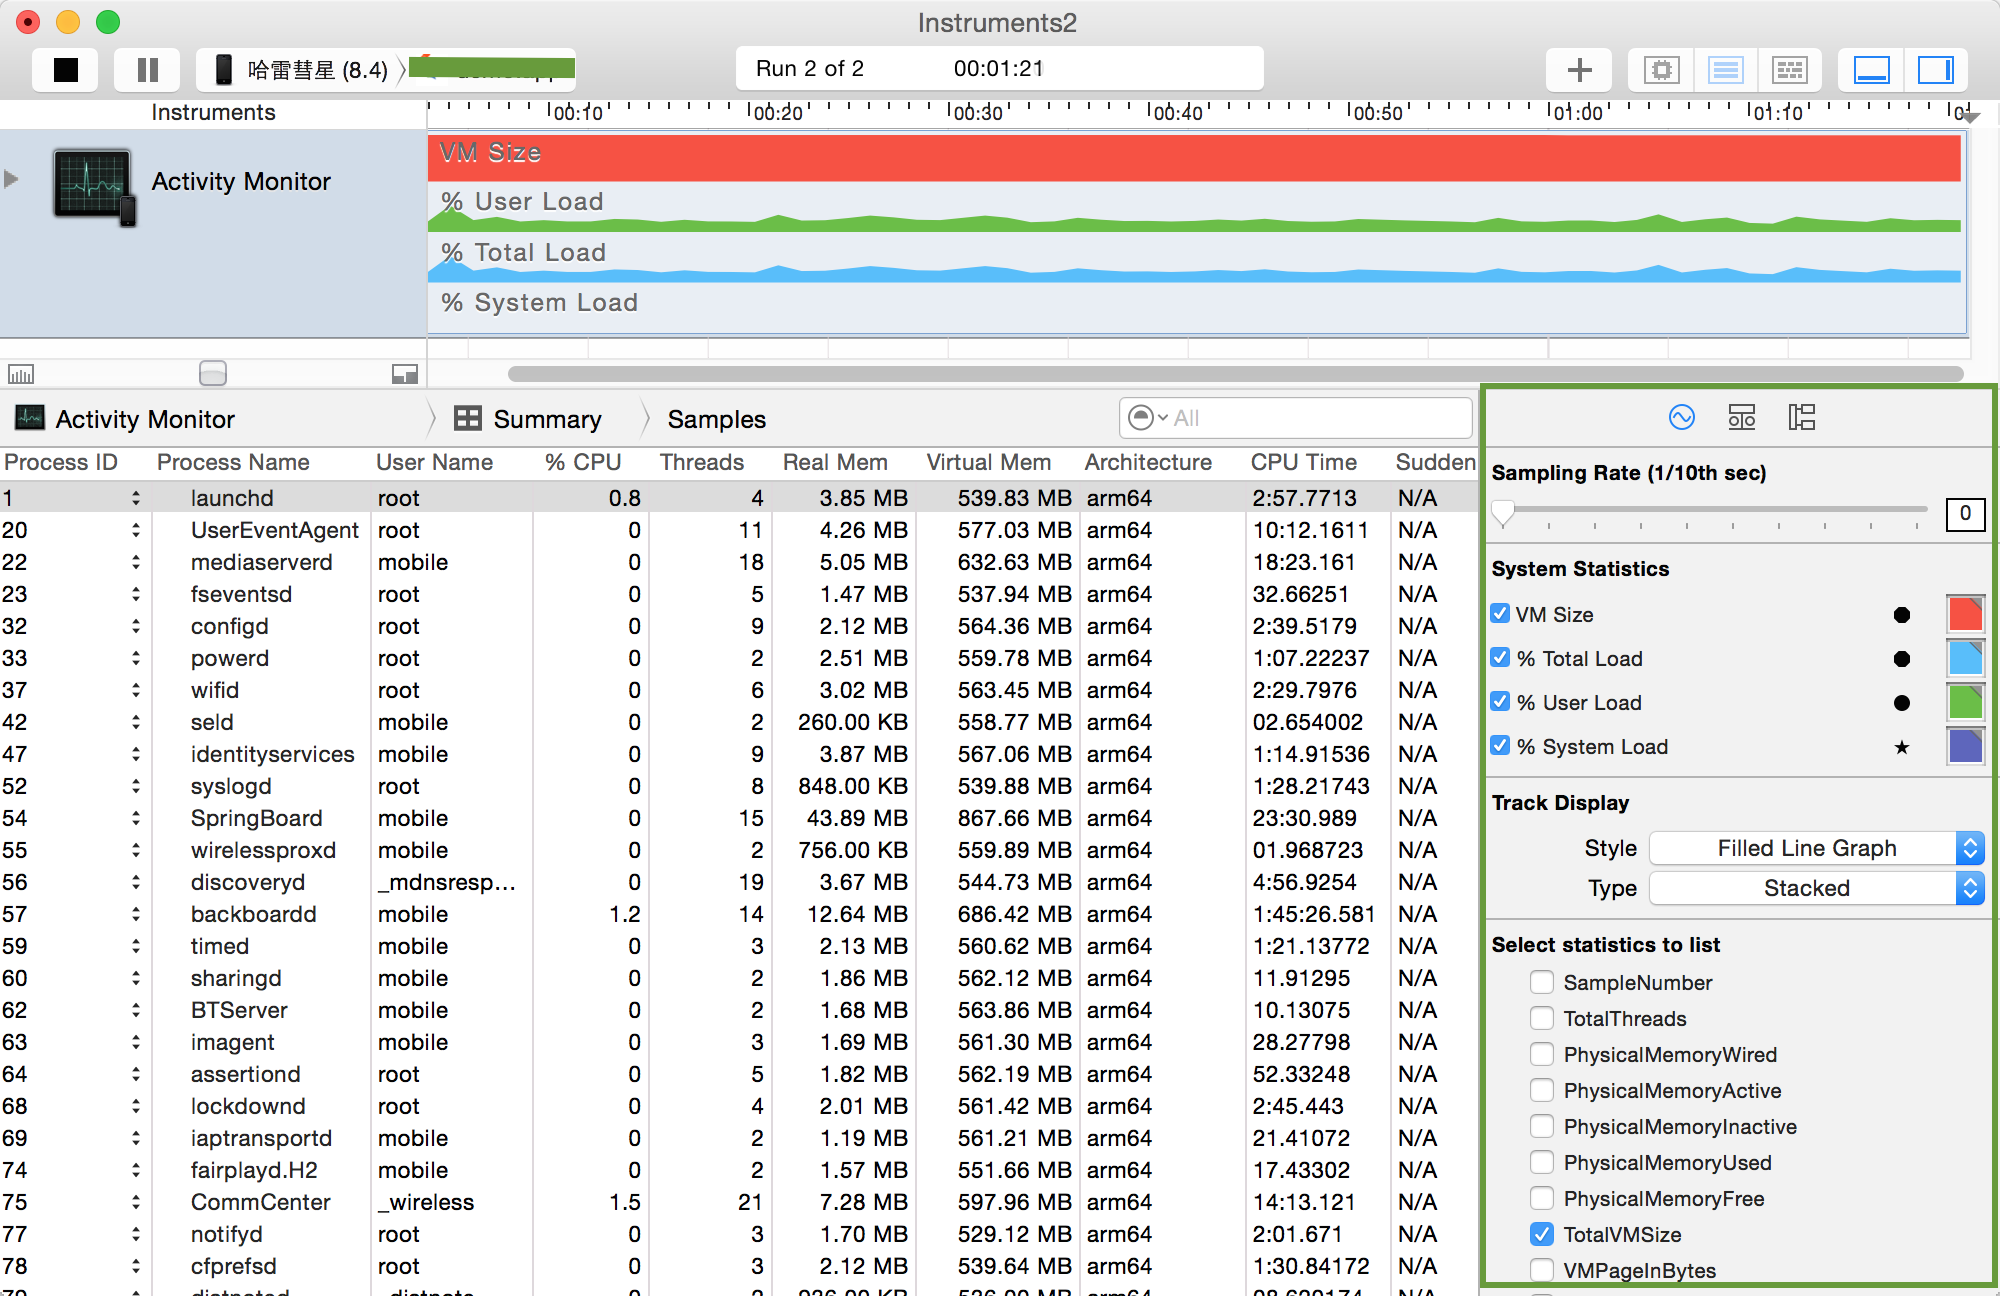 Instruments2
哈雷彗星 (8.4)
Run 2 of 2 00:01:21
Instruments 00:10 00:20 00:30 00:40 00:50 01:00 01:10
Activity Monitor
VM Size
% User Load
% Total Load
% System Load
Activity Monitor Summary Samples All
Process ID Process Name User Name % CPU Threads Real Mem Virtual Mem Architecture CPU Time Sudden
1 launchd root 0.8 4 3.85 MB 539.83 MB arm64 2:57.7713 N/A
20 UserEventAgent root 0 11 4.26 MB 577.03 MB arm64 10:12.1611 N/A
22 mediaserverd mobile 0 18 5.05 MB 632.63 MB arm64 18:23.161 N/A
23 fseventsd root 0 5 1.47 MB 537.94 MB arm64 32.66251 N/A
32 configd root 0 9 2.12 MB 564.36 MB arm64 2:39.5179 N/A
33 powerd root 0 2 2.51 MB 559.78 MB arm64 1:07.22237 N/A
37 wifid root 0 6 3.02 MB 563.45 MB arm64 2:29.7976 N/A
42 seld mobile 0 2 260.00 KB 558.77 MB arm64 02.654002 N/A
47 identityservices mobile 0 9 3.87 MB 567.06 MB arm64 1:14.91536 N/A
52 syslogd root 0 8 848.00 KB 539.88 MB arm64 1:28.21743 N/A
54 SpringBoard mobile 0 15 43.89 MB 867.66 MB arm64 23:30.989 N/A
55 wirelessproxd mobile 0 2 756.00 KB 559.89 MB arm64 01.968723 N/A
56 discoveryd _mdnsresp... 0 19 3.67 MB 544.73 MB arm64 4:56.9254 N/A
57 backboardd mobile 1.2 14 12.64 MB 686.42 MB arm64 1:45:26.581 N/A
59 timed mobile 0 3 2.13 MB 560.62 MB arm64 1:21.13772 N/A
60 sharingd mobile 0 2 1.86 MB 562.12 MB arm64 11.91295 N/A
62 BTServer mobile 0 2 1.68 MB 563.86 MB arm64 10.13075 N/A
63 imagent mobile 0 3 1.69 MB 561.30 MB arm64 28.27798 N/A
64 assertiond root 0 5 1.82 MB 562.19 MB arm64 52.33248 N/A
68 lockdownd root 0 4 2.01 MB 561.42 MB arm64 2:45.443 N/A
69 iaptransportd mobile 0 2 1.19 MB 561.21 MB arm64 21.41072 N/A
74 fairplayd.H2 mobile 0 2 1.57 MB 551.66 MB arm64 17.43302 N/A
75 CommCenter _wireless 1.5 21 7.28 MB 597.96 MB arm64 14:13.121 N/A
77 notifyd root 0 3 1.70 MB 529.12 MB arm64 2:01.671 N/A
78 cfprefsd root 0 3 2.12 MB 539.64 MB arm64 1:30.84172 N/A
Sampling Rate (1/10th sec)
0
System Statistics
VM Size
% Total Load
% User Load
% System Load
Track Display
Style Filled Line Graph
Type Stacked
Select statistics to list
SampleNumber
TotalThreads
PhysicalMemoryWired
PhysicalMemoryActive
PhysicalMemoryInactive
PhysicalMemoryUsed
PhysicalMemoryFree
TotalVMSize
VMPageInBytes